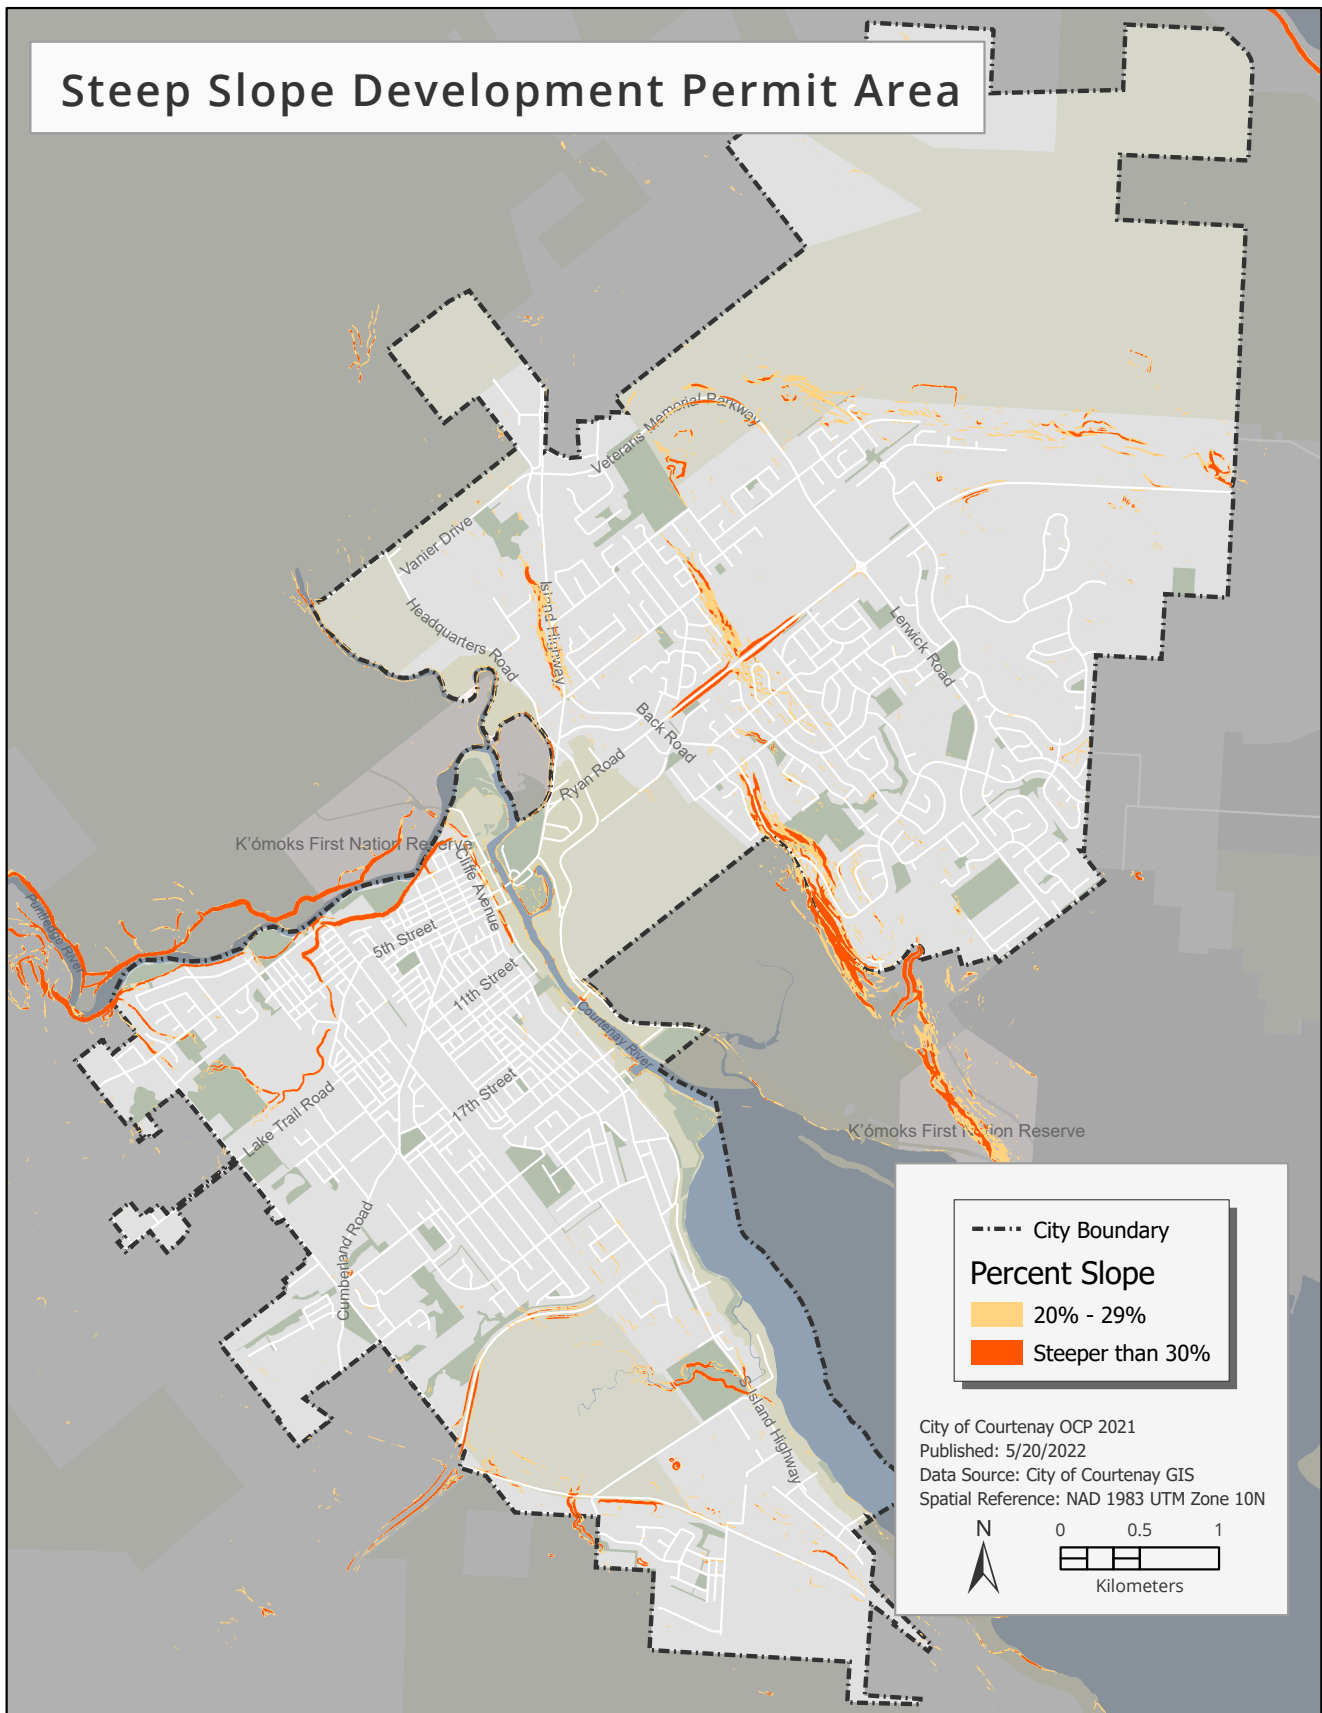 Steep Slope Development Permit Area
Veterans Memorial Parkway
Vanier Drive
Island Highway
Headquarters Road
Lerwick Road
Back Road
Ryan Road
K'ómoks First Nation Reserve
Cliffe Avenue
Puntledge River
5th Street
11th Street
Courtenay River
17th Street
Lake Trail Road
K'ómoks First Nation Reserve
Cumberland Road
S Island Highway
City Boundary
Percent Slope
20% - 29%
Steeper than 30%
City of Courtenay OCP 2021
Published: 5/20/2022
Data Source: City of Courtenay GIS
Spatial Reference: NAD 1983 UTM Zone 10N
N
0 0.5 1
Kilometers